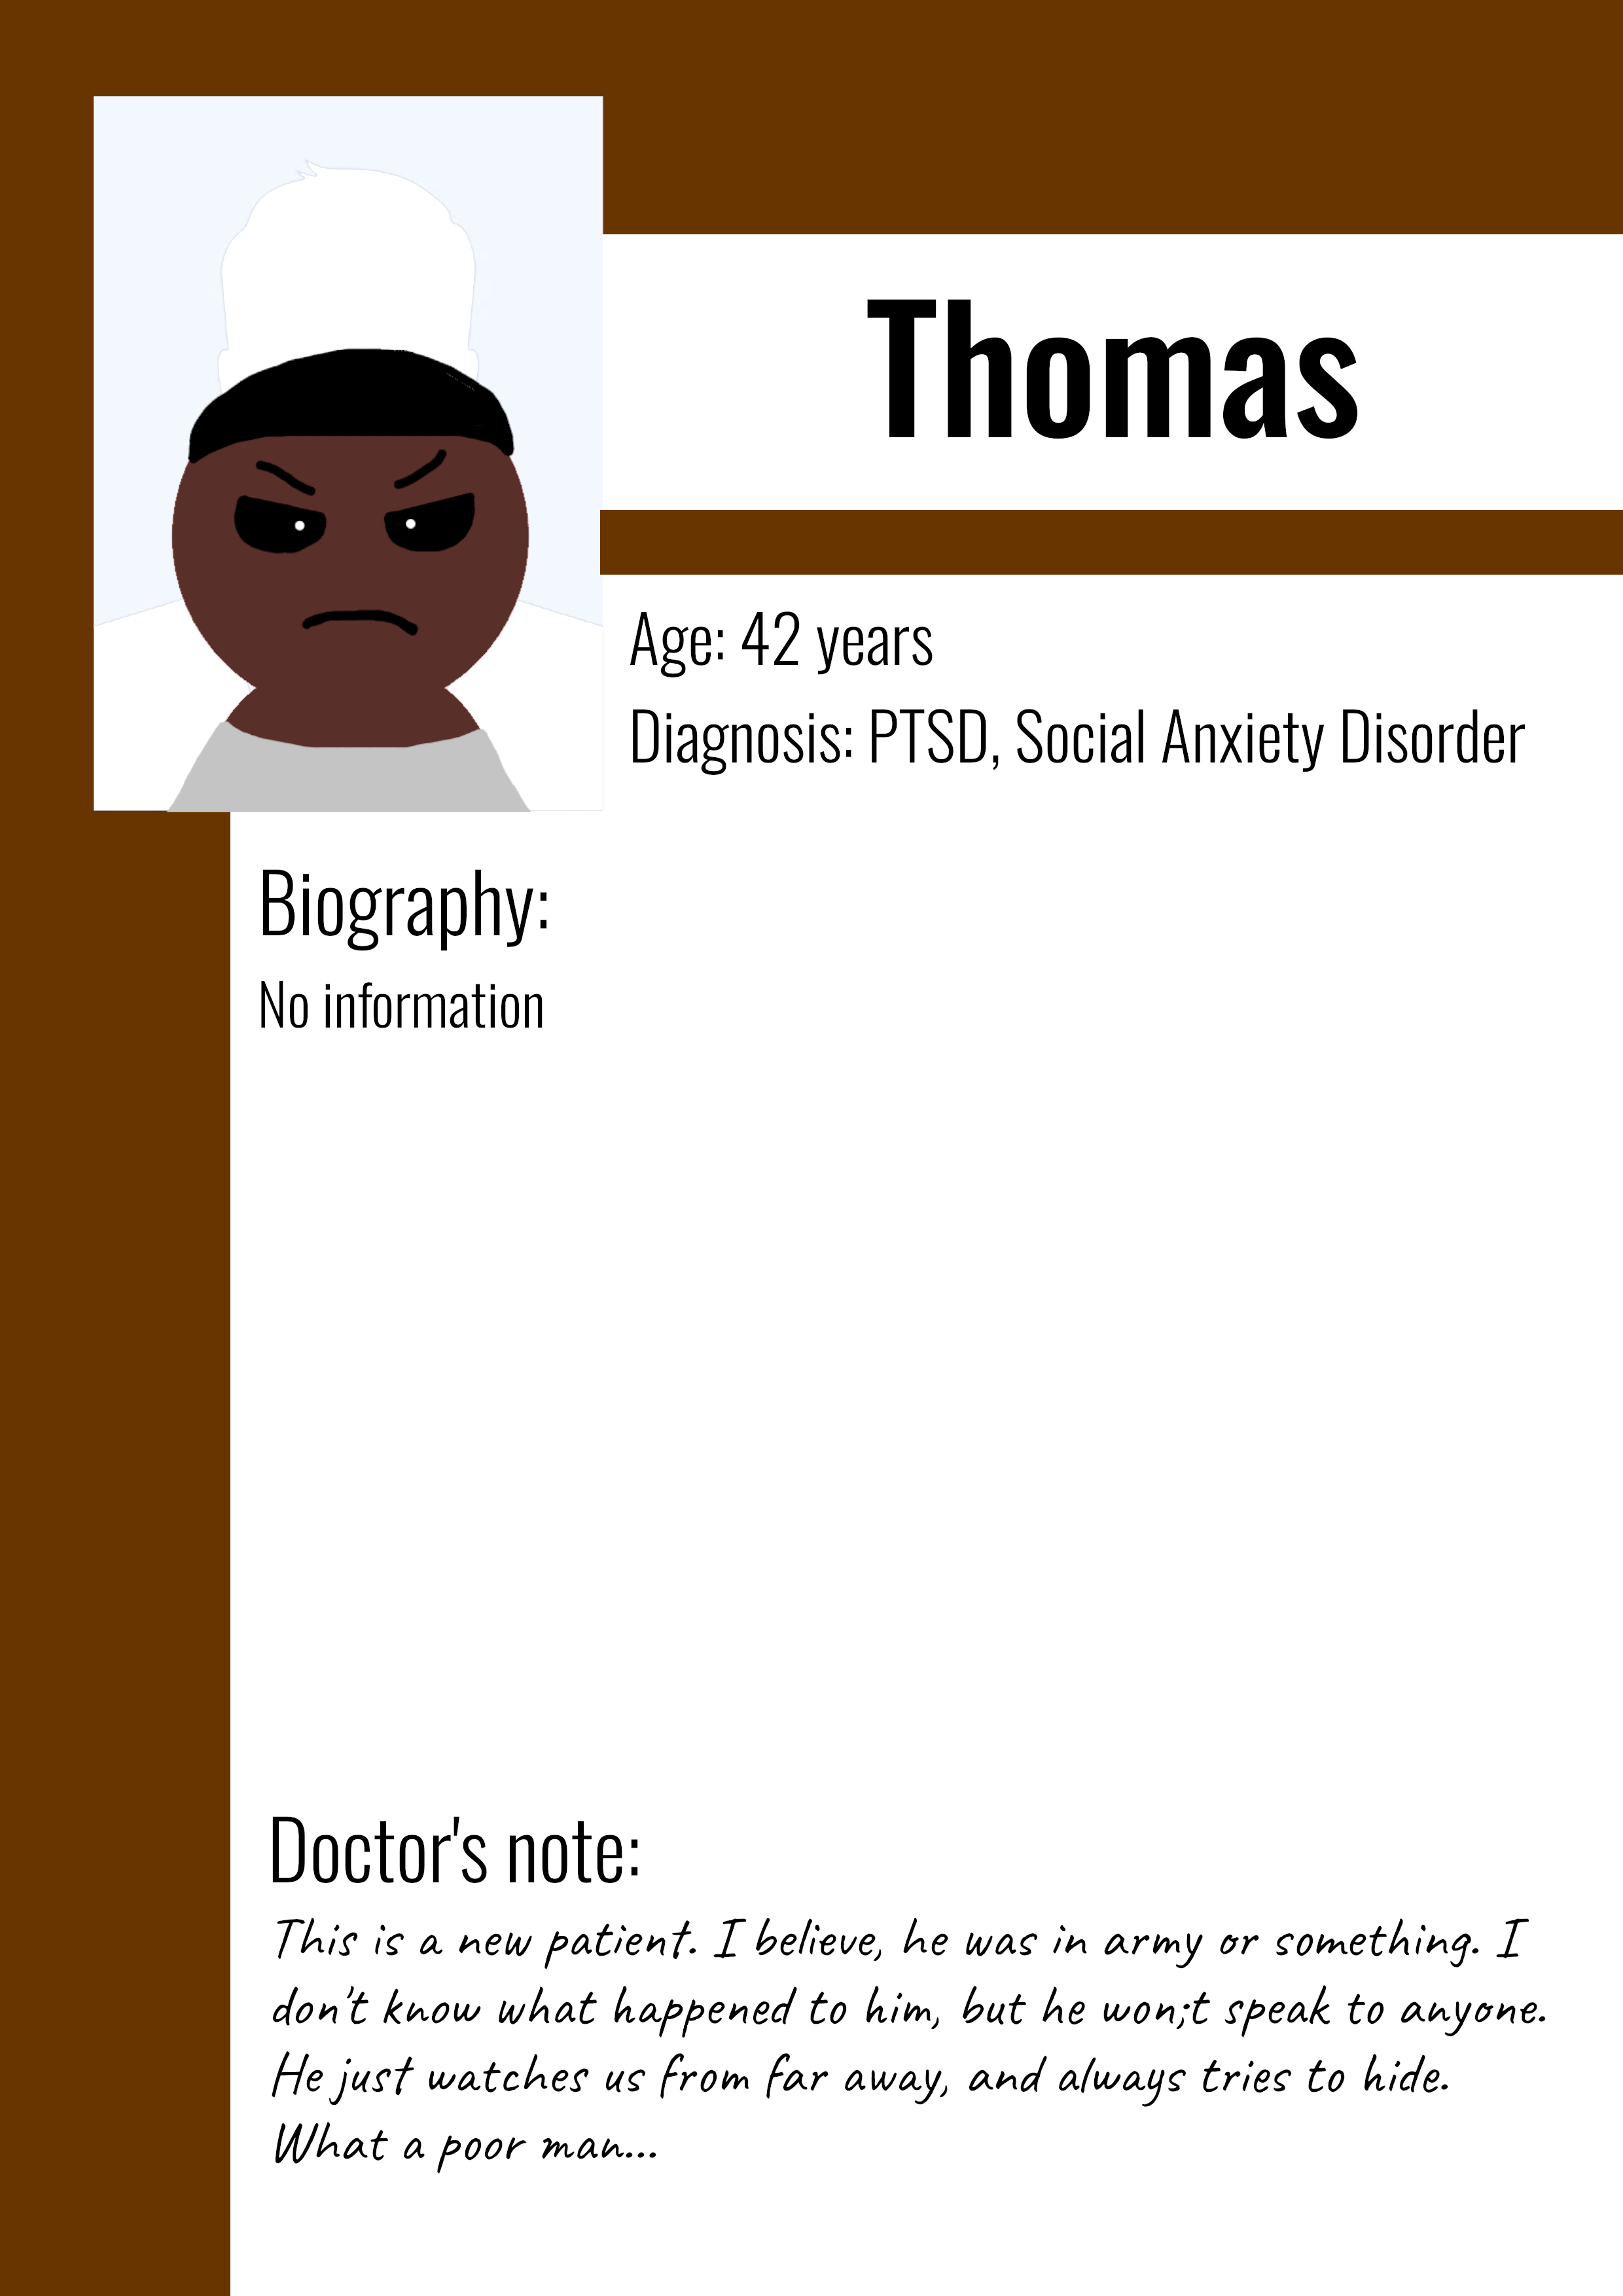 Thomas
Age: 42 years
Diagnosis: PTSD, Social Anxiety Disorder
Biography:
No information
Doctor's note:
This is a new patient. I believe, he was in army or something. I
don't know what happened to him, but he won;t speak to anyone.
He just watches us from far away, and always tries to hide.
What a poor man...